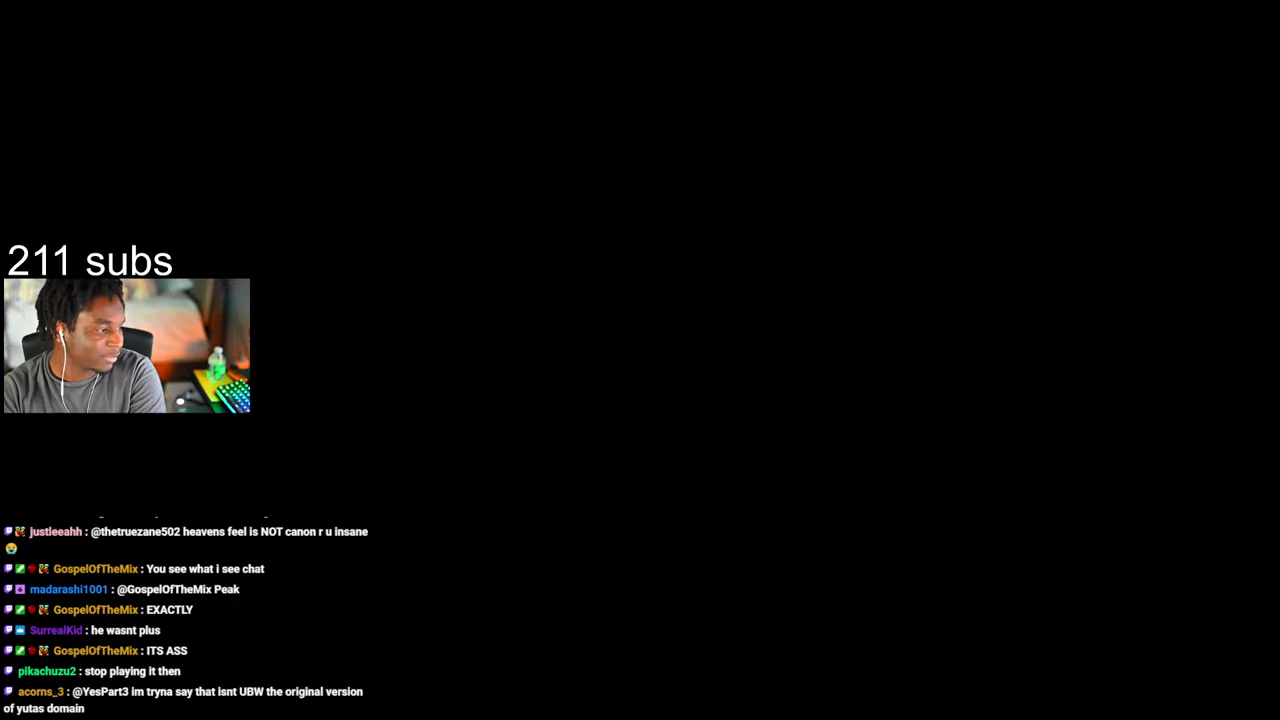 211 subs
justleeahh : @thetruezane502 heavens feel is NOT canon r u insane
GospelOfTheMix : You see what i see chat
madarashi1001 : @GospelOfTheMix Peak
GospelOfTheMix : EXACTLY
SurrealKid : he wasnt plus
GospelOfTheMix : ITS ASS
pikachuzu2 : stop playing it then
acorns_3 : @YesPart3 im tryna say that isnt UBW the original version
of yutas domain